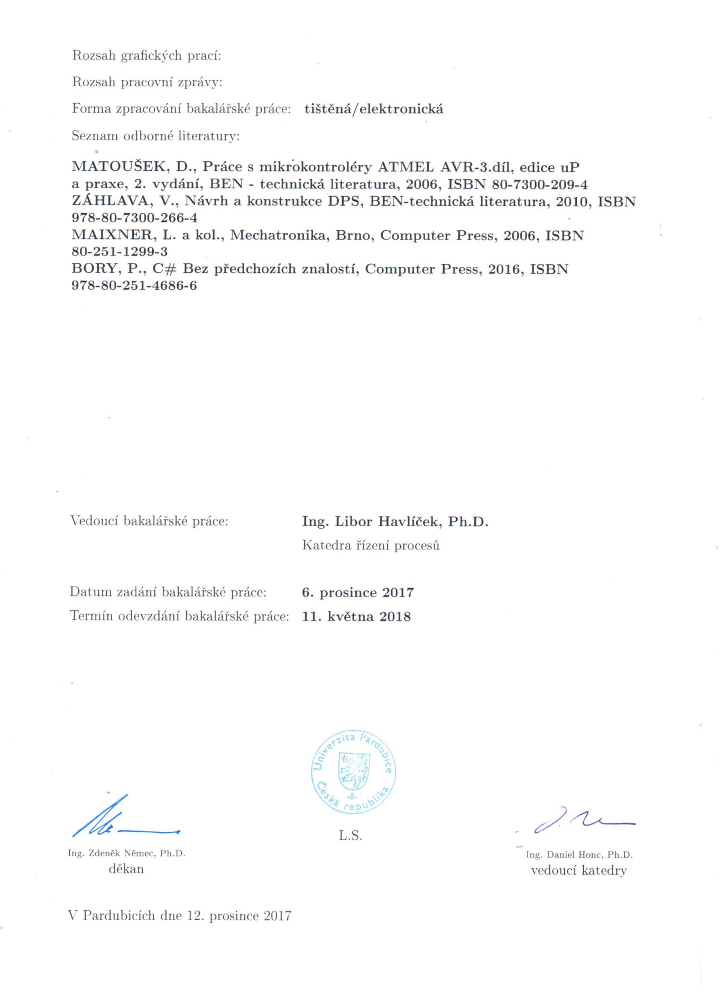 Rozsah grafických prací:
Rozsah pracovní zprávy:
Forma zpracování bakalářské práce: tištěná/elektronická
Seznam odborné literatury:
MATOUŠEK, D., Práce s mikrokontroléry ATMEL AVR-3.díl, edice uP
a praxe, 2. vydání, BEN - technická literatura, 2006, ISBN 80-7300-209-4
ZÁHLAVA, V., Návrh a konstrukce DPS, BEN-technická literatura, 2010, ISBN
978-80-7300-266-4
MAIXNER, L. a kol., Mechatronika, Brno, Computer Press, 2006, ISBN
80-251-1299-3
BORY, P., C# Bez předchozích znalostí, Computer Press, 2016, ISBN
978-80-251-4686-6
Vedoucí bakalářské práce: Ing. Libor Havlíček, Ph.D.
Katedra řízení procesů
Datum zadání bakalářské práce: 6. prosince 2017
Termín odevzdání bakalářské práce: 11. května 2018
Univerzita Pardubice
Česká republika
-8-
L.S.
Ing. Zdeněk Němec, Ph.D.
děkan
Ing. Daniel Honc, Ph.D.
vedoucí katedry
V Pardubicích dne 12. prosince 2017